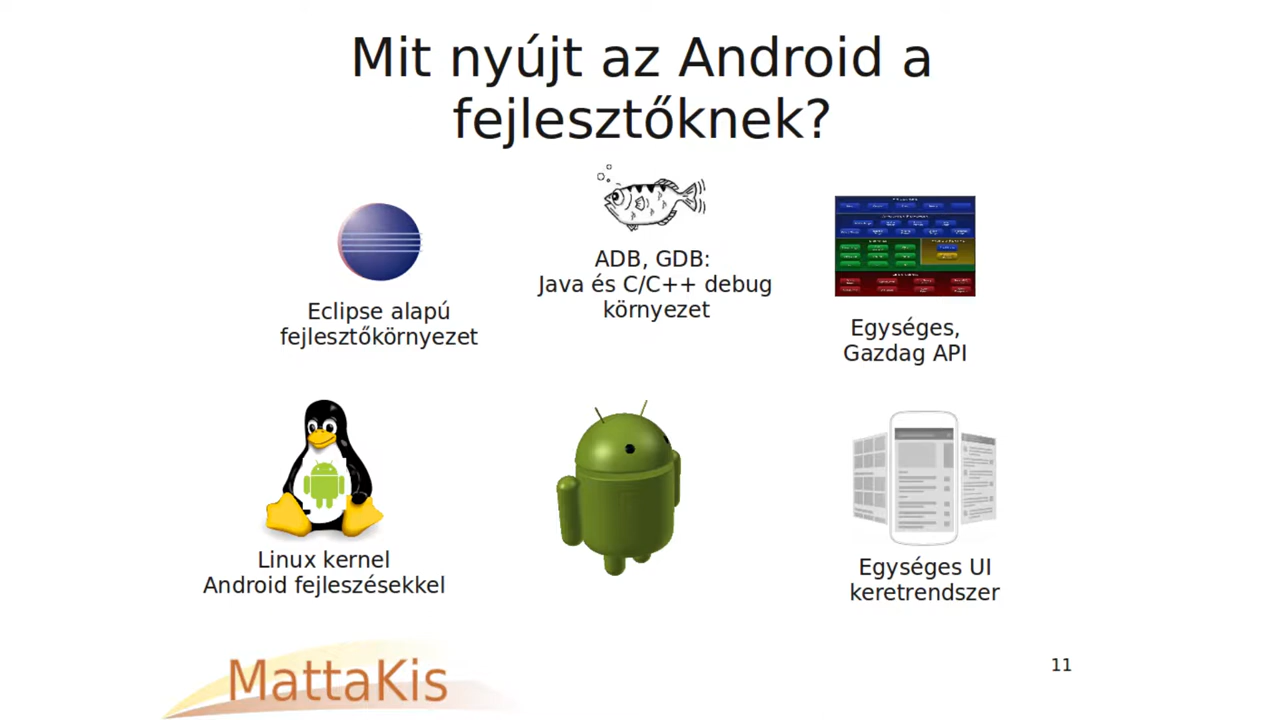 Mit nyújt az Android a
fejlesztőknek?
ADB, GDB:
Java és C/C++ debug
környezet
Eclipse alapú
fejlesztőkörnyezet
Egységes,
Gazdag API
Linux kernel
Android fejleszésekkel
Egységes UI
keretrendszer
MattaKis
11